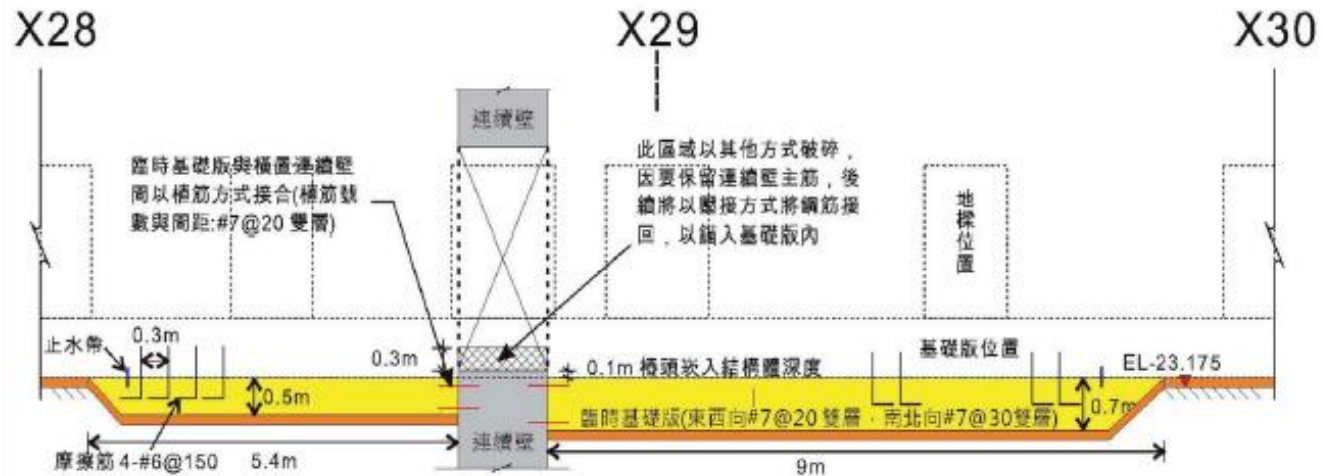 X28
X29
X30
連續壁
臨時基礎版與橫置連續壁
間以植筋方式接合(植筋號
數與間距:#7@20 雙層)
此區域以其他方式破碎，
因要保留連續壁主筋，後
續將以壓接方式將鋼筋接
回，以錨入基礎版內
地樑位置
止水帶
0.3m
0.3m
0.1m 樁頭崁入結構體深度
基礎版位置
EL-23.175
0.5m
0.7m
臨時基礎版(東西向#7@20 雙層，南北向#7@30雙層)
連續壁
摩擦筋 4-#6@150
5.4m
9m